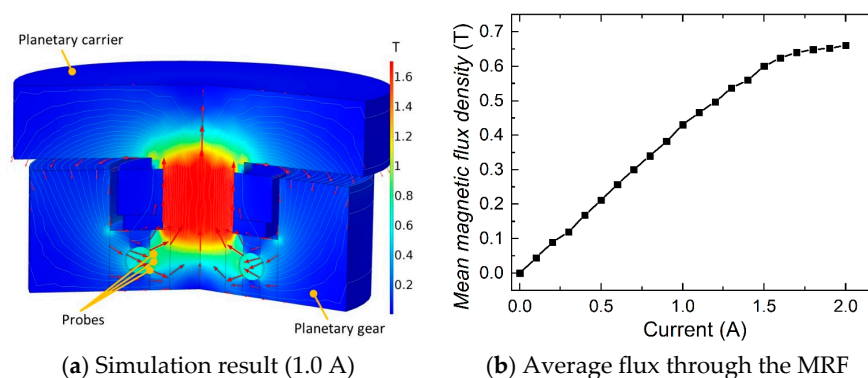 Planetary carrier
T
1.6
1.4
1.2
1
0.8
0.6
0.4
0.2
Probes
Planetary gear
(a) Simulation result (1.0 A)
Mean magnetic flux density (T)
0.7
0.6
0.5
0.4
0.3
0.2
0.1
0.0
0.0 0.5 1.0 1.5 2.0
Current (A)
(b) Average flux through the MRF